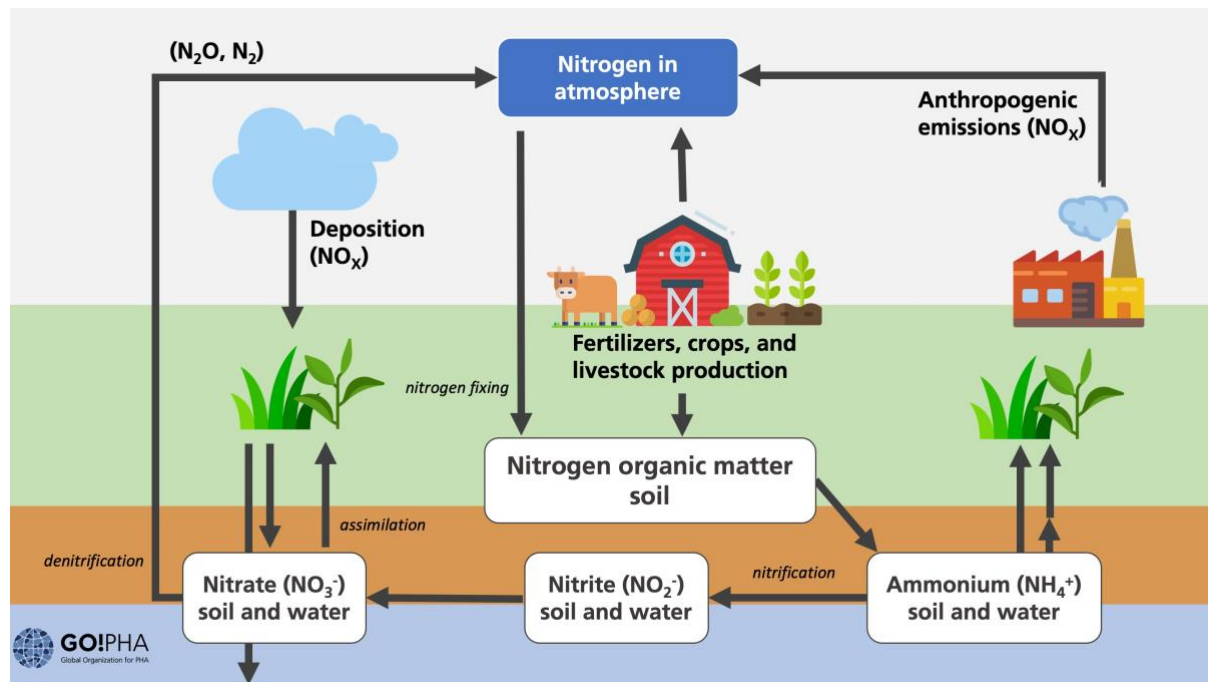 (N₂O, N₂)
Nitrogen in
atmosphere
Anthropogenic
emissions (NOₓ)
Deposition
(NOₓ)
Fertilizers, crops, and
livestock production
nitrogen fixing
Nitrogen organic matter
soil
assimilation
denitrification
nitrification
Nitrate (NO₃⁻)
soil and water
Nitrite (NO₂⁻)
soil and water
Ammonium (NH₄⁺)
soil and water
GO!PHA
Global Organization for PHA